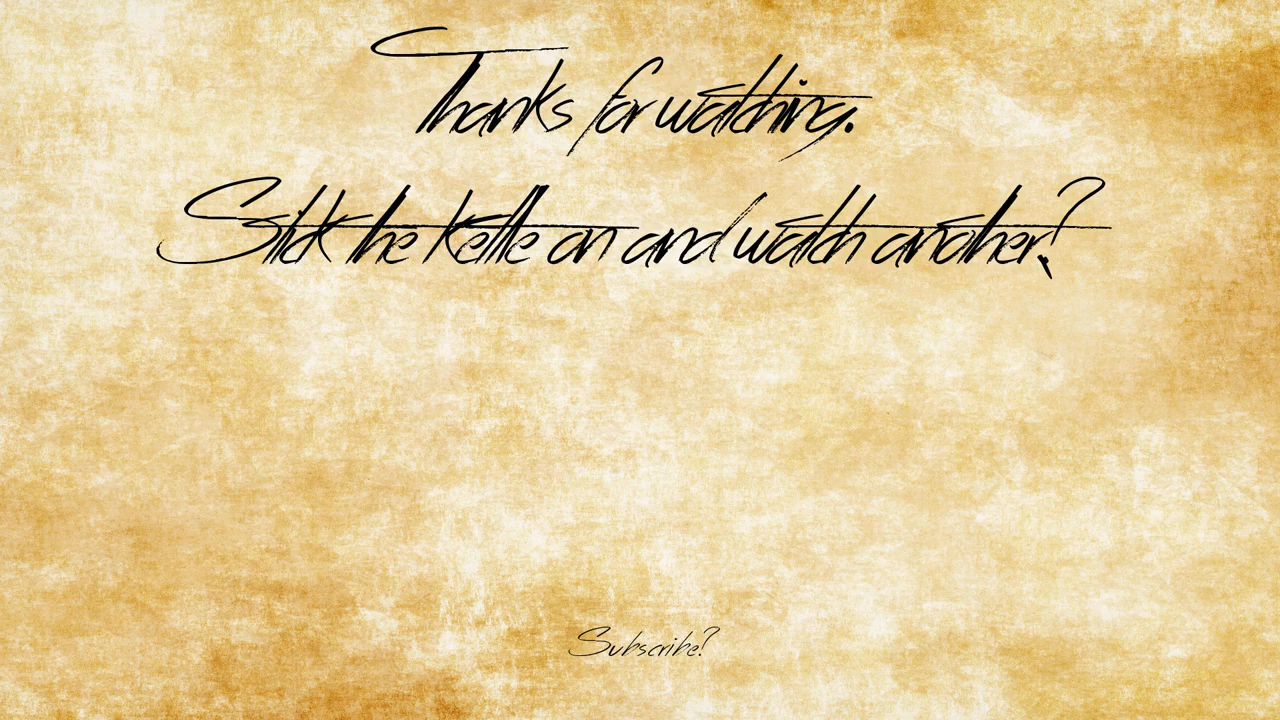 Thanks for watching.
Stick the kettle on and watch another?
Subscribe?